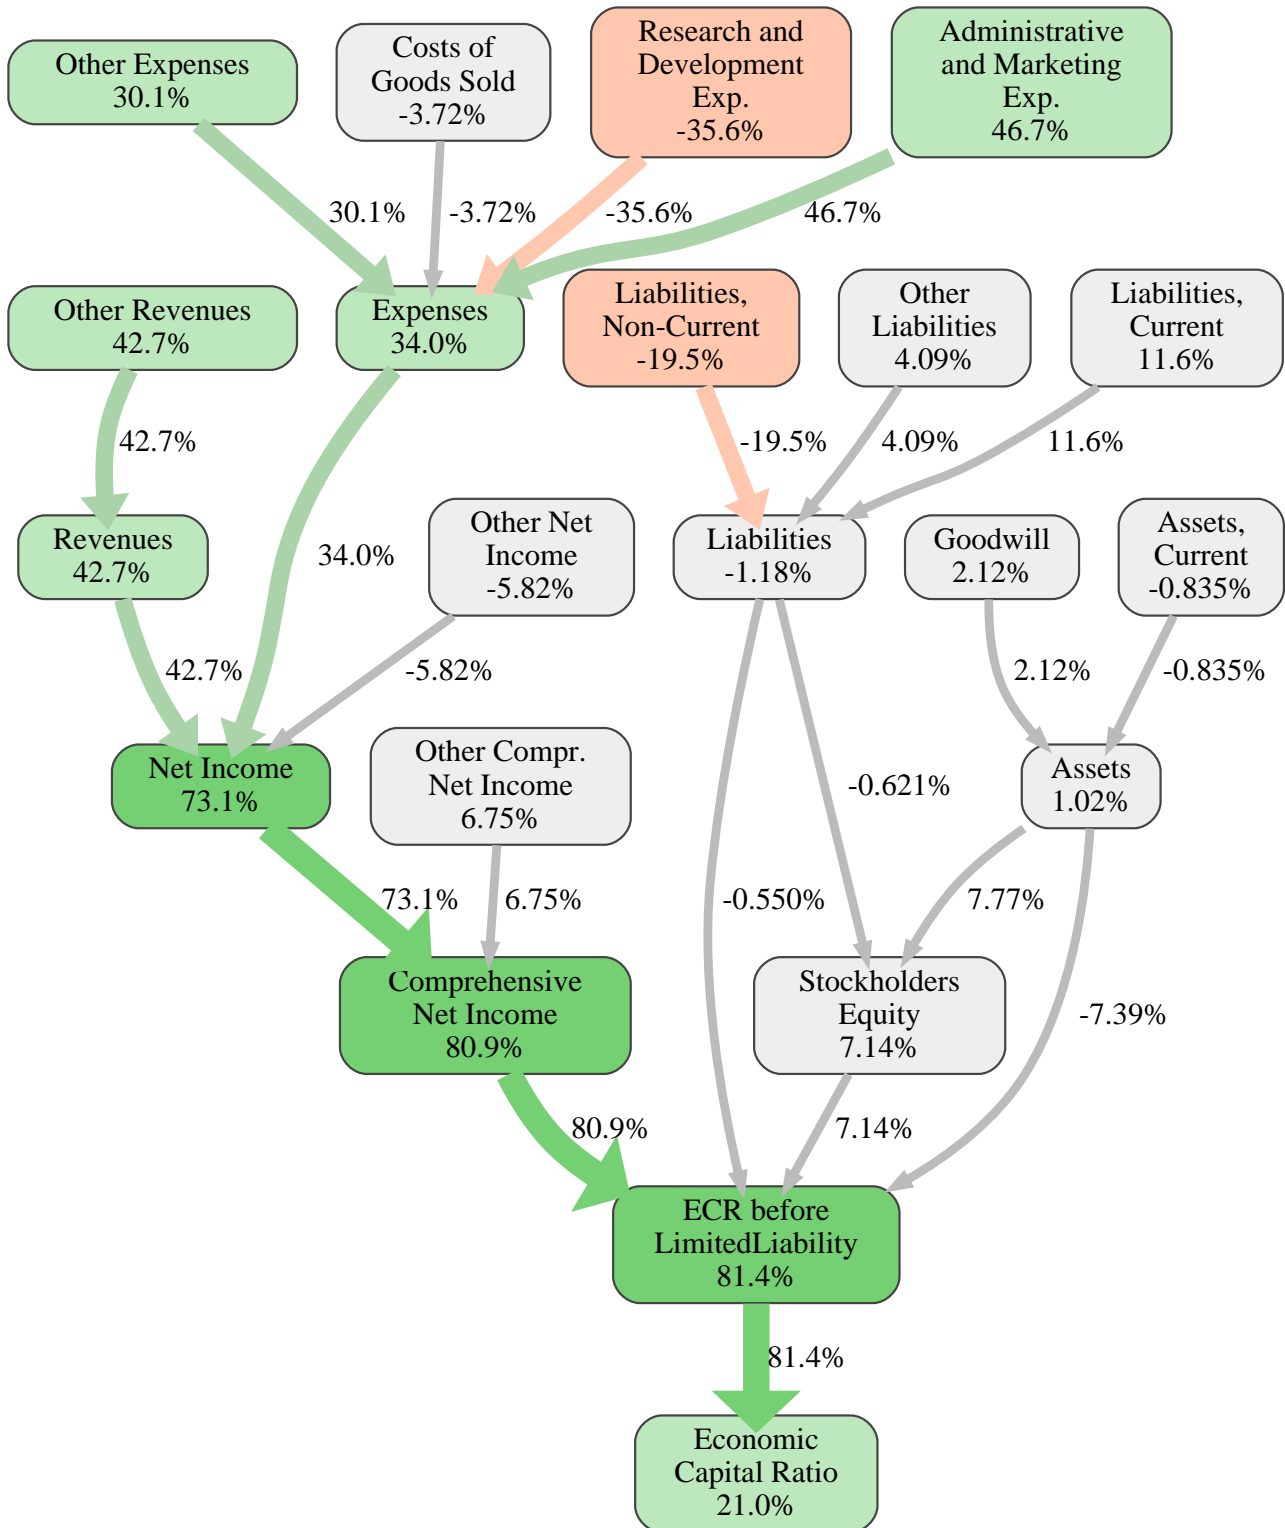 Other Expenses
30.1%
Costs of
Goods Sold
-3.72%
Research and
Development
Exp.
-35.6%
Administrative
and Marketing
Exp.
46.7%
30.1%
-3.72%
-35.6%
46.7%
Other Revenues
42.7%
Expenses
34.0%
Liabilities,
Non-Current
-19.5%
Other
Liabilities
4.09%
Liabilities,
Current
11.6%
42.7%
-19.5%
4.09%
11.6%
Revenues
42.7%
34.0%
Other Net
Income
-5.82%
Liabilities
-1.18%
Goodwill
2.12%
Assets,
Current
-0.835%
42.7%
-5.82%
2.12%
-0.835%
Net Income
73.1%
Other Compr.
Net Income
6.75%
-0.621%
Assets
1.02%
73.1%
6.75%
-0.550%
7.77%
Comprehensive
Net Income
80.9%
Stockholders
Equity
7.14%
-7.39%
80.9%
7.14%
ECR before
LimitedLiability
81.4%
81.4%
Economic
Capital Ratio
21.0%